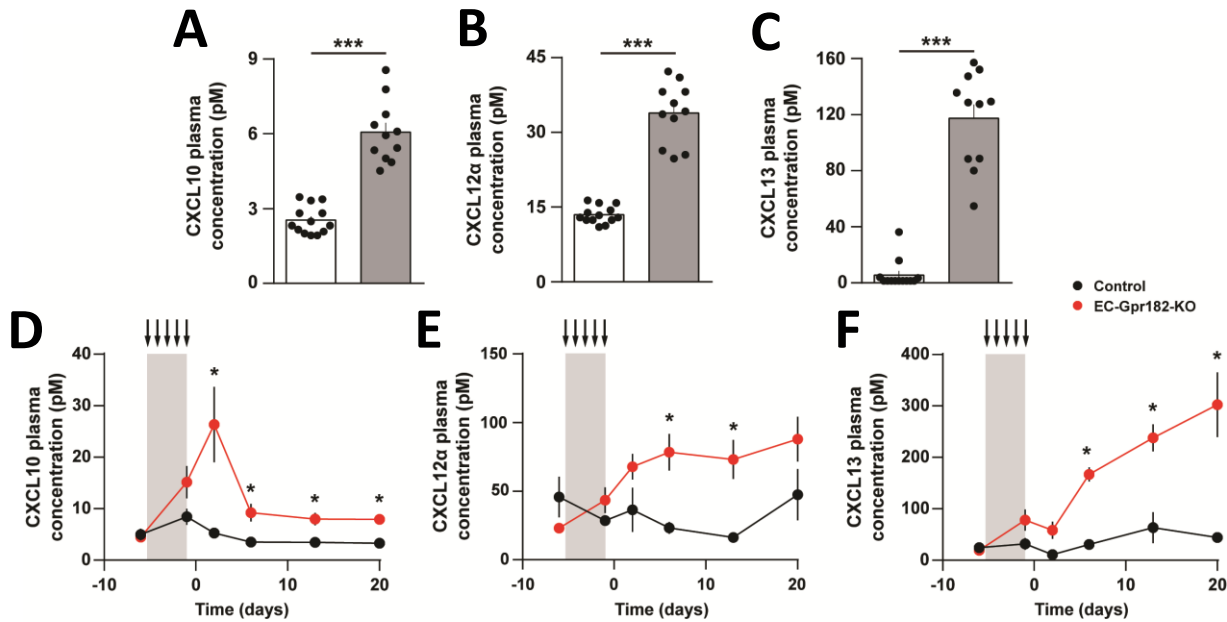 A
CXCL10 plasma
concentration (pM)
9
6
3
0
***
B
CXCL12α plasma
concentration (pM)
45
30
15
0
***
C
CXCL13 plasma
concentration (pM)
160
120
80
40
0
***
Control
EC-Gpr182-KO
D
CXCL10 plasma
concentration (pM)
40
30
20
10
0
*
*
*
*
-10
0
10
20
Time (days)
E
CXCL12α plasma
concentration (pM)
150
100
50
0
*
*
-10
0
10
20
Time (days)
F
CXCL13 plasma
concentration (pM)
400
300
200
100
0
*
*
*
-10
0
10
20
Time (days)